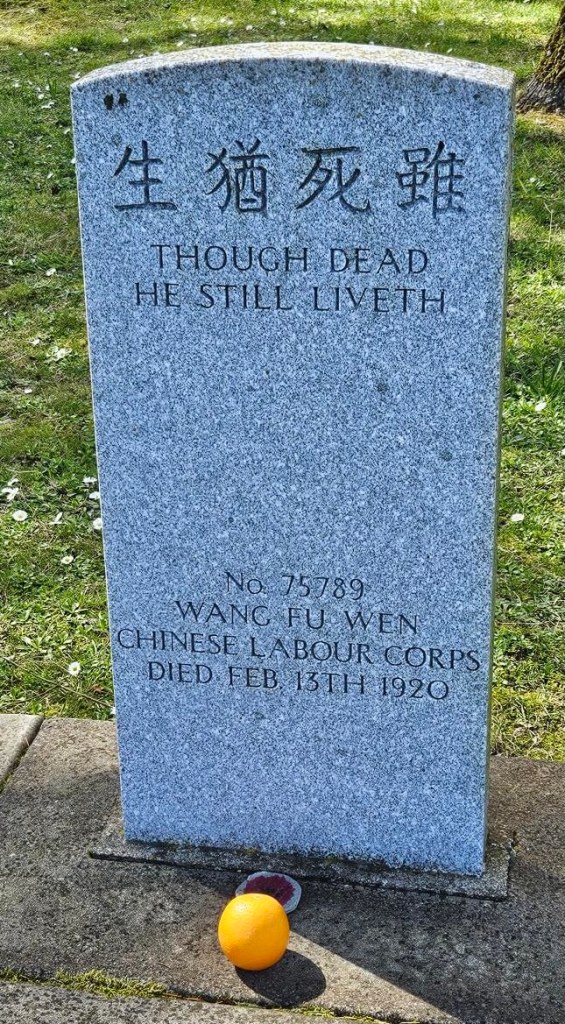 雖死猶生
THOUGH DEAD
HE STILL LIVETH
No. 75789
WANG FU WEN
CHINESE LABOUR CORPS
DIED FEB. 13TH 1920